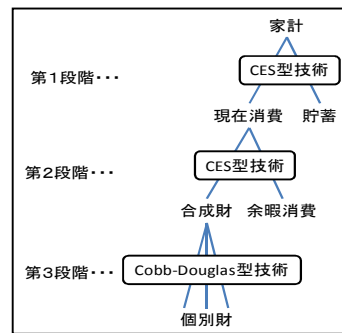 家計
第1段階・・・
CES型技術
現在消費 貯蓄
第2段階・・・
CES型技術
合成財 余暇消費
第3段階・・・
Cobb-Douglas型技術
個別財